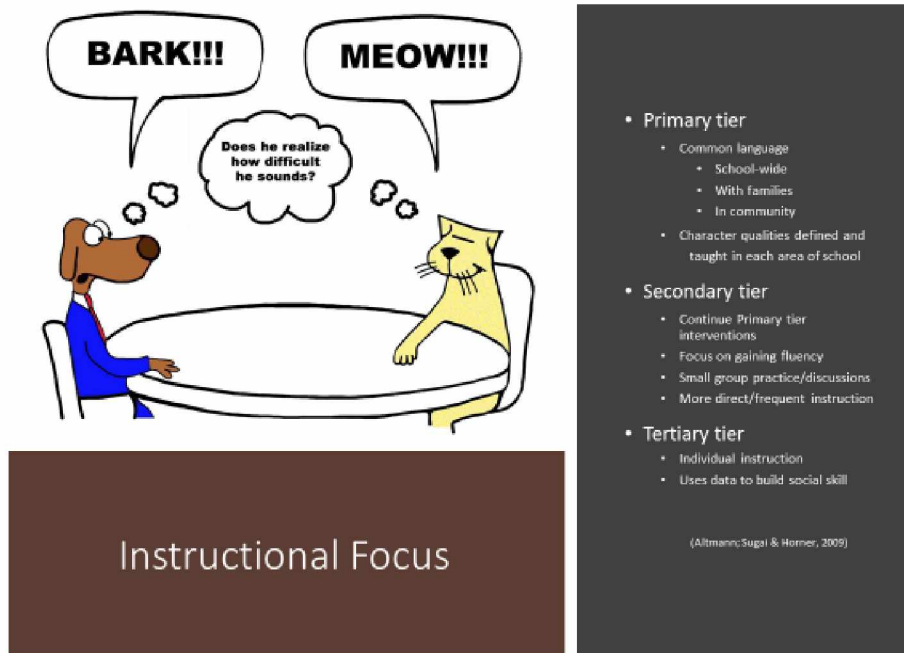 BARK!!!
MEOW!!!
Does he realize
how difficult
he sounds?
Instructional Focus
• Primary tier
• Common language
• School-wide
• With families
• In community
• Character qualities defined and
taught in each area of school
• Secondary tier
• Continue Primary tier
interventions
• Focus on gaining fluency
• Small group practice/discussions
• More direct/frequent instruction
• Tertiary tier
• Individual instruction
• Uses data to build social skill
(Altmann; Sugai & Horner, 2009)